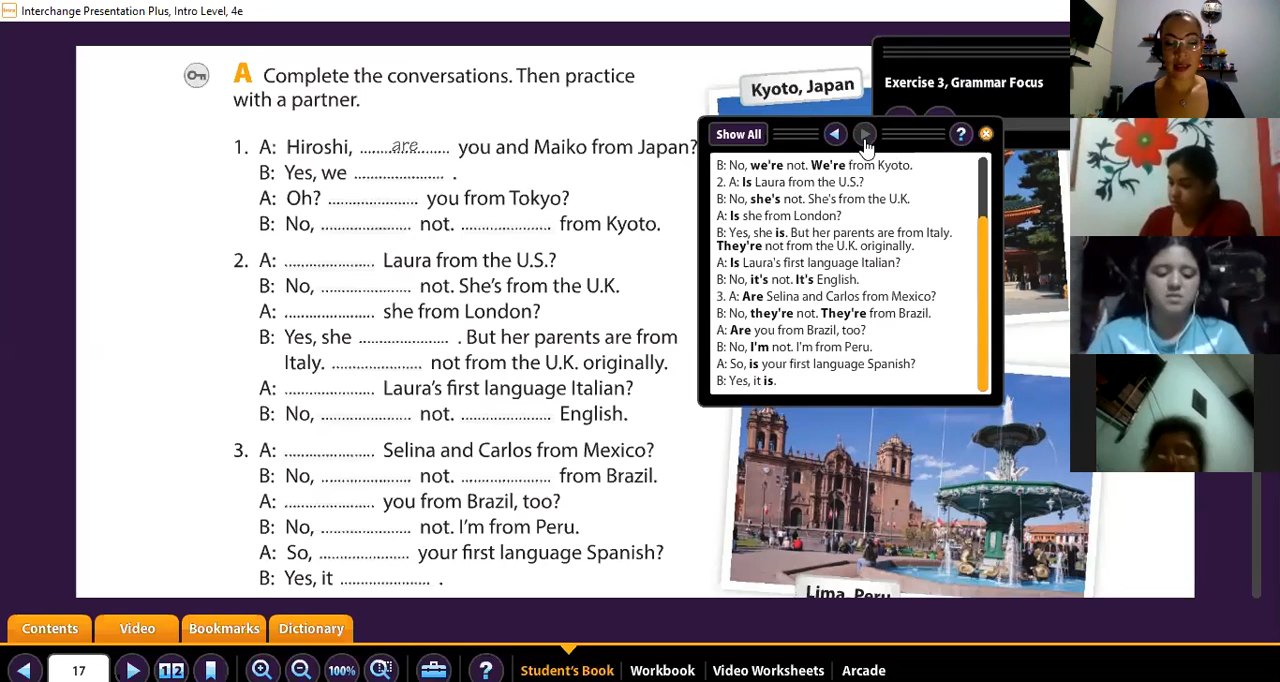 Interchange Presentation Plus, Intro Level, 4e
A Complete the conversations. Then practice
with a partner.
1. A: Hiroshi, ........are........ you and Maiko from Japan?
B: Yes, we ...................... .
A: Oh? ...................... you from Tokyo?
B: No, ...................... not. ...................... from Kyoto.
2. A: ...................... Laura from the U.S.?
B: No, ...................... not. She's from the U.K.
A: ...................... she from London?
B: Yes, she ...................... . But her parents are from
Italy. ...................... not from the U.K. originally.
A: ...................... Laura's first language Italian?
B: No, ...................... not. ...................... English.
3. A: ...................... Selina and Carlos from Mexico?
B: No, ...................... not. ...................... from Brazil.
A: ...................... you from Brazil, too?
B: No, ...................... not. I'm from Peru.
A: So, ...................... your first language Spanish?
B: Yes, it ...................... .
Kyoto, Japan
Exercise 3, Grammar Focus
Show All
?
B: No, we're not. We're from Kyoto.
2. A: Is Laura from the U.S.?
B: No, she's not. She's from the U.K.
A: Is she from London?
B: Yes, she is. But her parents are from Italy.
They're not from the U.K. originally.
A: Is Laura's first language Italian?
B: No, it's not. It's English.
3. A: Are Selina and Carlos from Mexico?
B: No, they're not. They're from Brazil.
A: Are you from Brazil, too?
B: No, I'm not. I'm from Peru.
A: So, is your first language Spanish?
B: Yes, it is.
Lima, Peru
Contents Video Bookmarks Dictionary
17 1 2 100% ? Student's Book Workbook Video Worksheets Arcade